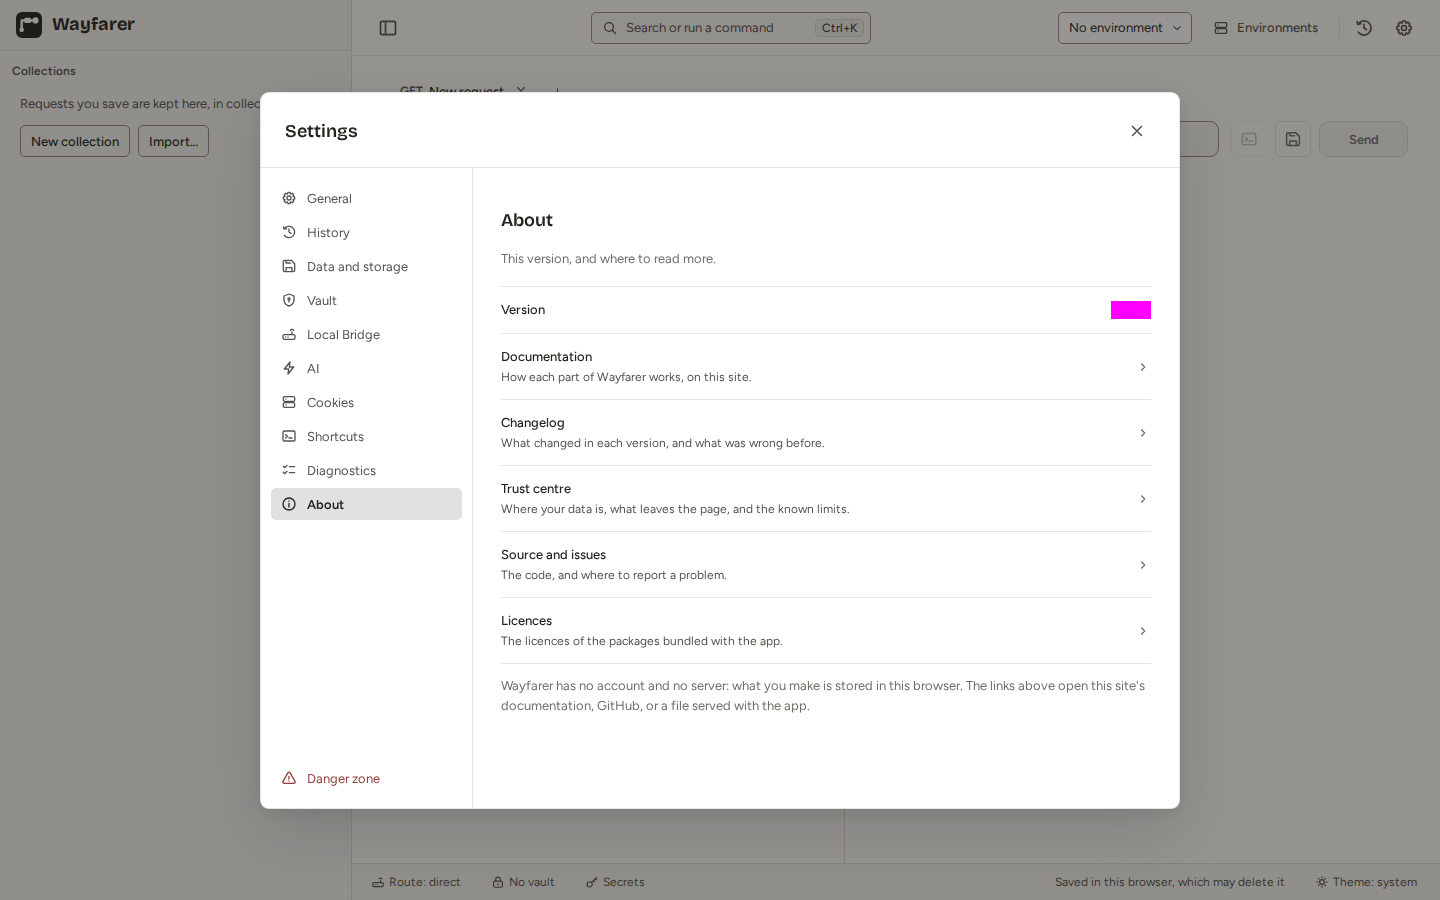 Wayfarer
Search or run a command
Ctrl+K
No environment
Environments
Collections
Requests you save are kept here, in
New collection
Import...
GET New request
Send
Settings
General
History
Data and storage
Vault
Local Bridge
AI
Cookies
Shortcuts
Diagnostics
About
Danger zone
About
This version, and where to read more.
Version
Documentation
How each part of Wayfarer works, on this site.
Changelog
What changed in each version, and what was wrong before.
Trust centre
Where your data is, what leaves the page, and the known limits.
Source and issues
The code, and where to report a problem.
Licences
The licences of the packages bundled with the app.
Wayfarer has no account and no server: what you make is stored in this browser. The links above open this site's
documentation, GitHub, or a file served with the app.
Route: direct
No vault
Secrets
Saved in this browser, which may delete it
Theme: system